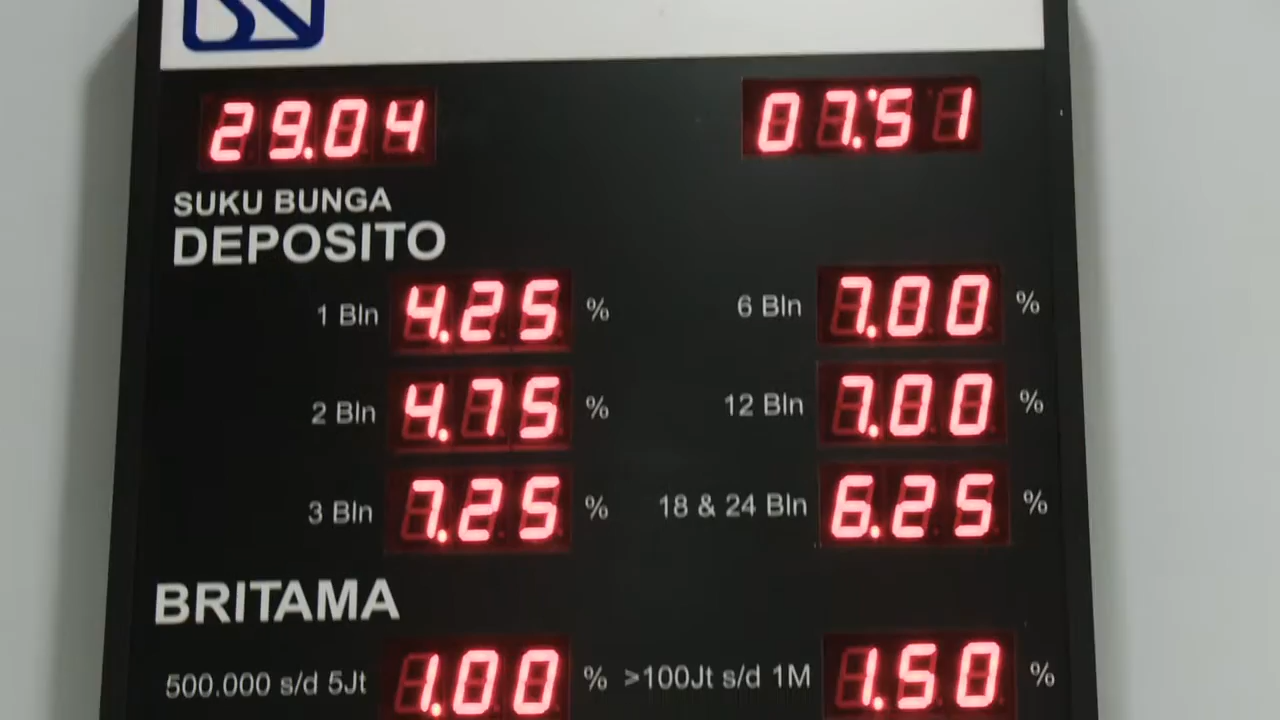 29.04 07.51
SUKU BUNGA
DEPOSITO
1 Bln 4.25 % 6 Bln 7.00 %
2 Bln 4.75 % 12 Bln 7.00 %
3 Bln 7.25 % 18 & 24 Bln 6.25 %
BRITAMA
500.000 s/d 5Jt 1.00 % >100Jt s/d 1M 1.50 %